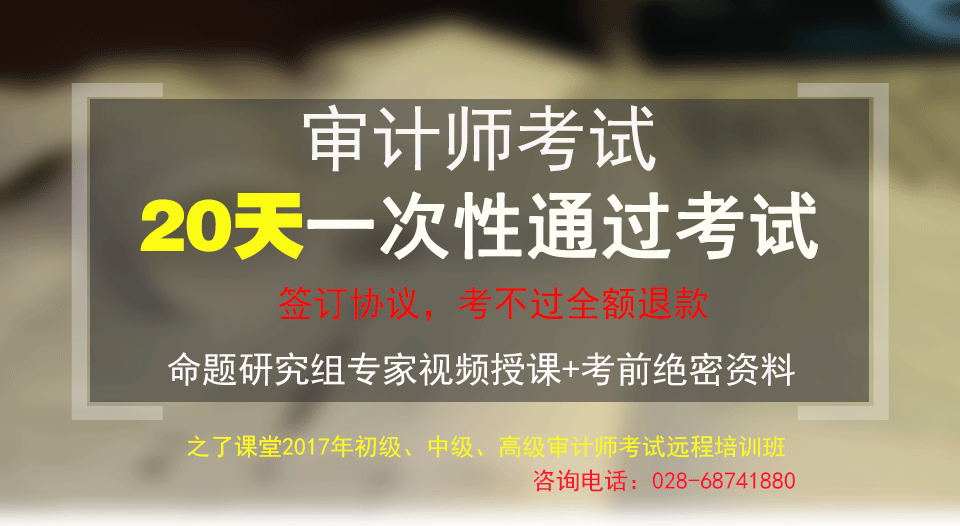 审计师考试
20天一次性通过考试
签订协议，考不过全额退款
命题研究组专家视频授课+考前绝密资料
之了课堂2017年初级、中级、高级审计师考试远程培训班
咨询电话：028-68741880